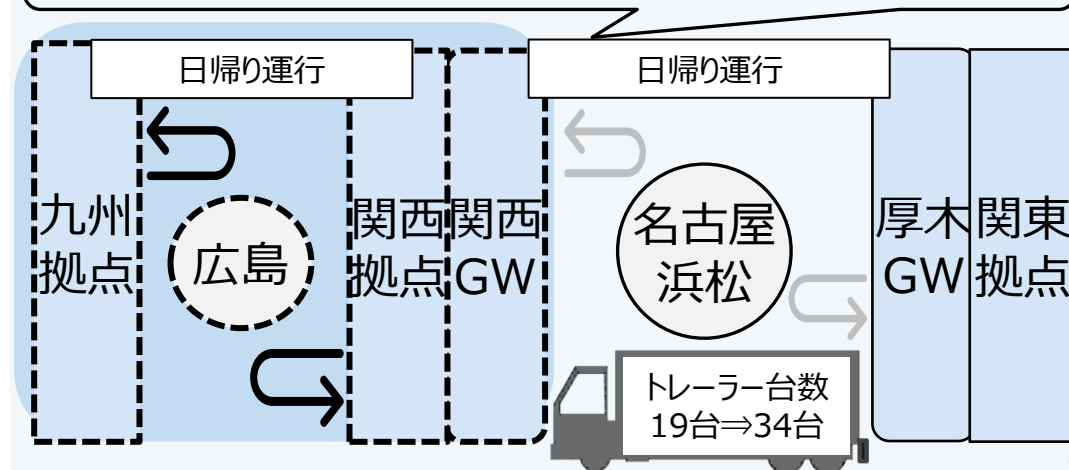 日帰り運行
日帰り運行
九州
拠点
広島
関西
拠点
関西
GW
名古屋
浜松
厚木
GW
関東
拠点
トレーラー台数
19台⇒34台